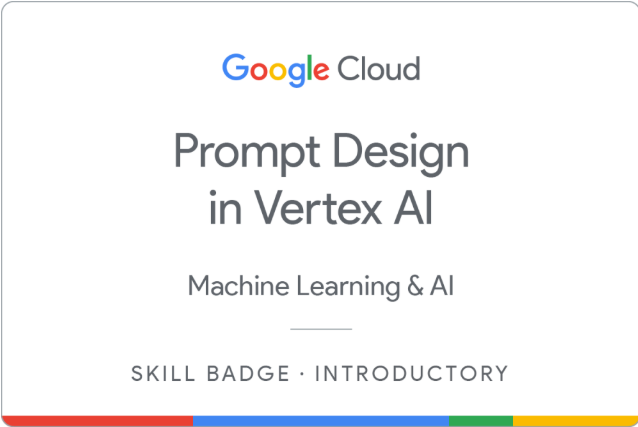 Google Cloud
Prompt Design
in Vertex AI
Machine Learning & AI
SKILL BADGE · INTRODUCTORY